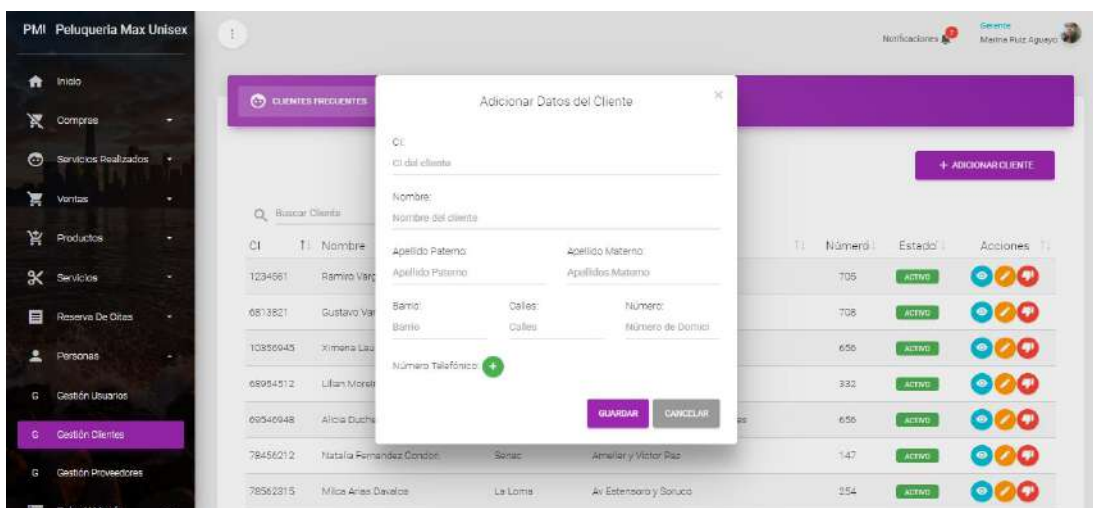 PMI Peluqueria Max Unisex
Notificaciones
Gerente
Marina Ruiz Aguayo
Inicio
Compras
Servicios Realizados
Ventas
Productos
Servicios
Reserva De Citas
Personas
G Gestión Usuarios
G Gestión Clientes
G Gestión Proveedores
CLIENTES FRECUENTES
+ ADICIONAR CLIENTE
Buscar Cliente
CI Nombre Número Estado Acciones
1234561 Ramiro Varg 705 ACTIVO
6813821 Gustavo Var 708 ACTIVO
10356945 Ximena Lau 656 ACTIVO
68954512 Lilian Morein 332 ACTIVO
69546948 Alicia Duche 656 ACTIVO
78456212 Natalia Fernandez Condori. Senac Ameller y Victor Paz 147 ACTIVO
78562315 Milca Arias Davalos La Loma Av Estensoro y Soruco 254 ACTIVO
Adicionar Datos del Cliente
×
CI:
CI del cliente
Nombre:
Nombre del cliente
Apellido Paterno: Apellido Materno:
Apellido Paterno Apellidos Materno
Barrio: Calles: Número:
Barrio Calles Número de Domici
Número Telefónico:
GUARDAR CANCELAR